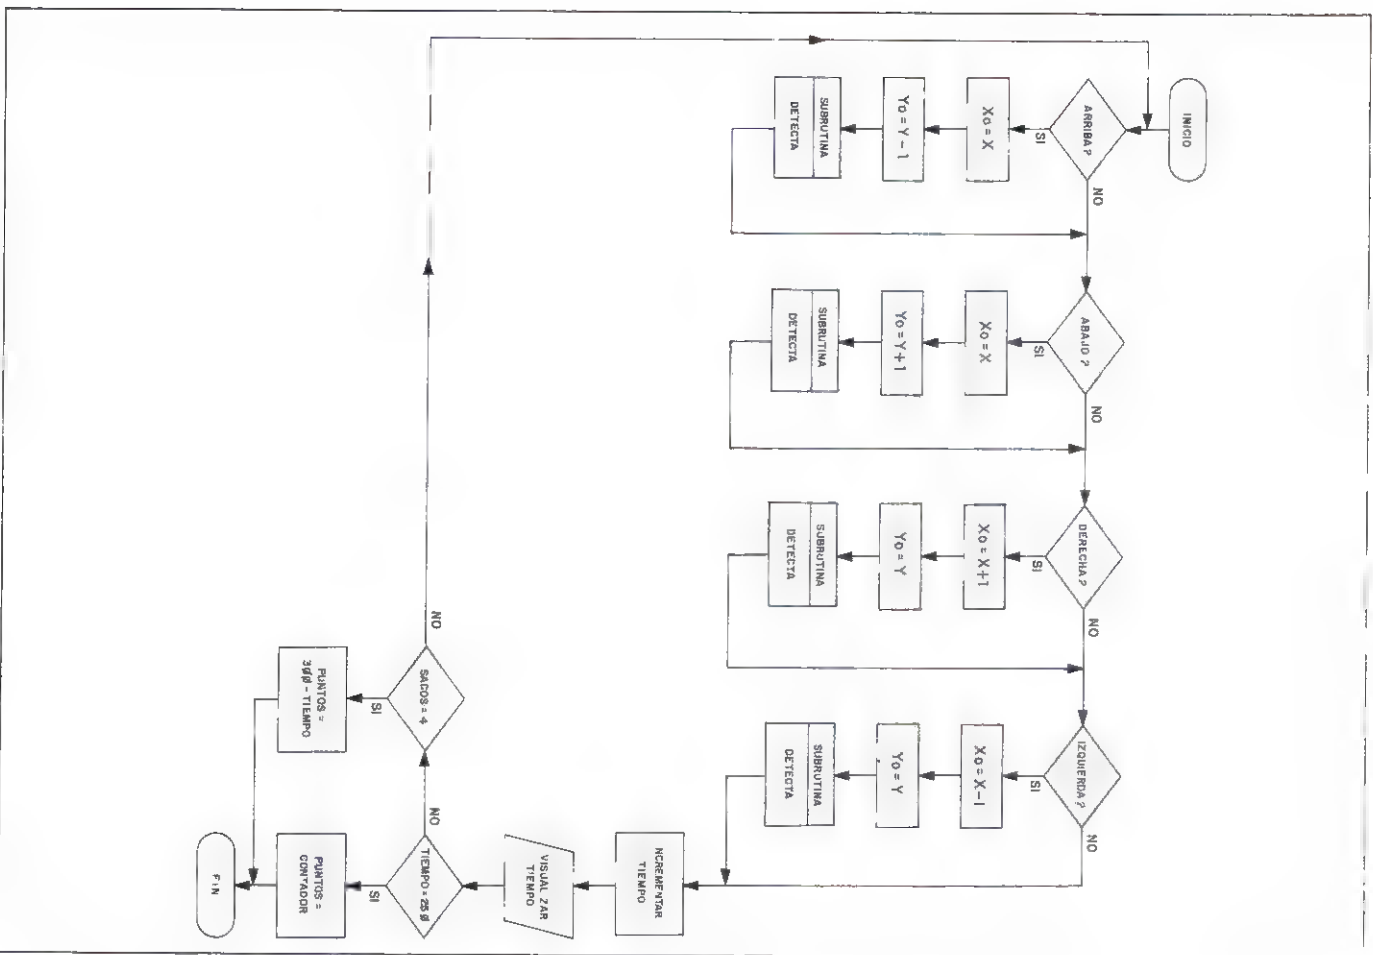 INICIO
ARRIBA ?
SI
NO
Xo = X
Yo = Y - 1
SUBRUTINA
DETECTA
ABAJO ?
SI
NO
Xo = X
Yo = Y + 1
SUBRUTINA
DETECTA
DERECHA ?
SI
NO
Xo = X + 1
Yo = Y
SUBRUTINA
DETECTA
IZQUIERDA ?
SI
NO
Xo = X - 1
Yo = Y
SUBRUTINA
DETECTA
NCREMENTAR
TIEMPO
VISUAL ZAR
TIEMPO
TIEMPO = 25Ø
SI
NO
PUNTOS =
CONTADOR
SACOS = 4
SI
NO
PUNTOS =
3ØØ - TIEMPO
FIN